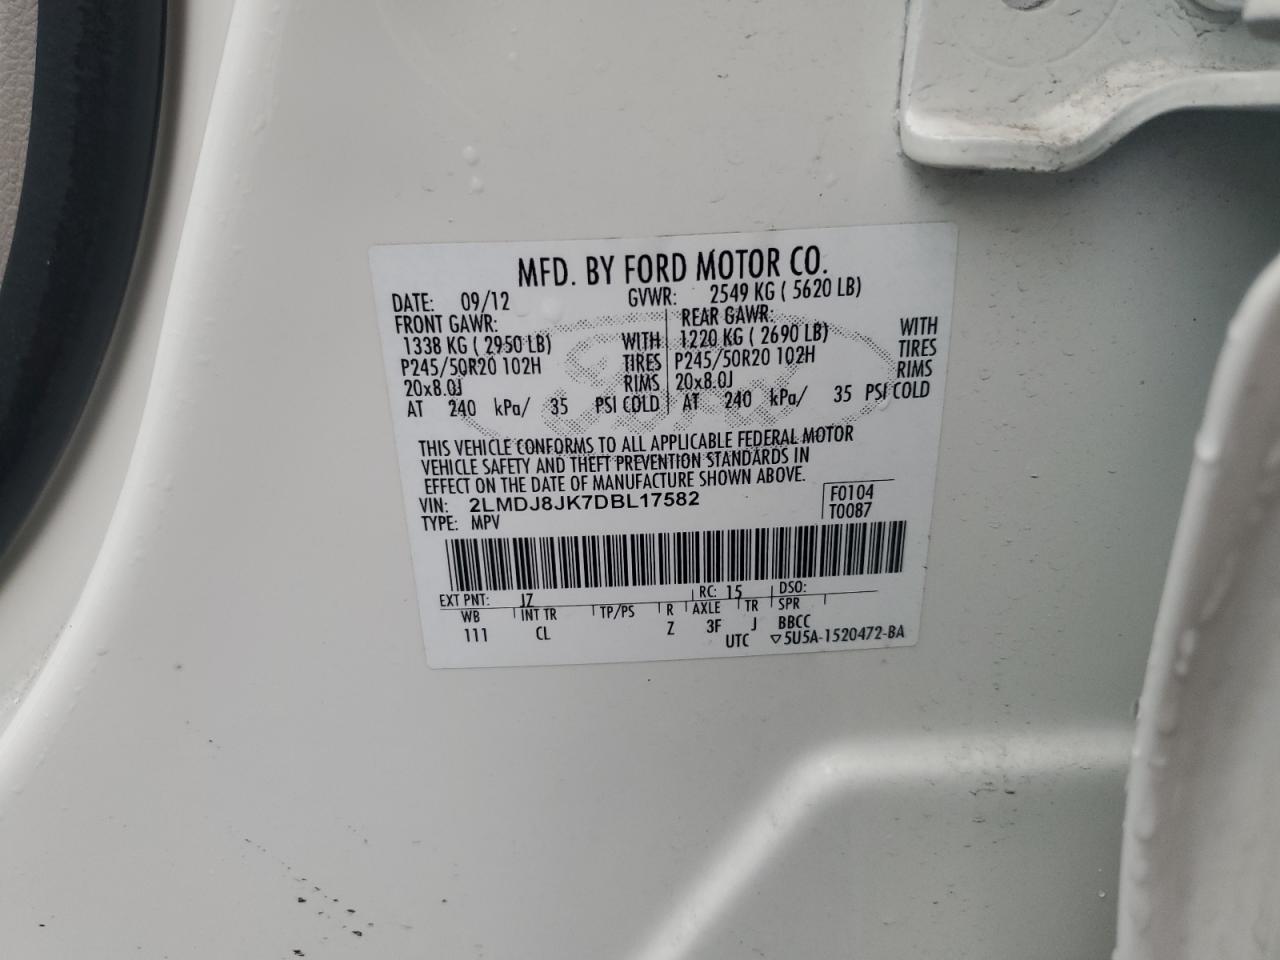 MFD. BY FORD MOTOR CO.
DATE: 09/12 GVWR: 2549 KG ( 5620 LB)
FRONT GAWR: REAR GAWR:
1338 KG ( 2950 LB) WITH 1220 KG ( 2690 LB) WITH
P245/50R20 102H TIRES P245/50R20 102H TIRES
20x8.0J RIMS 20x8.0J RIMS
AT 240 kPa/ 35 PSI COLD AT 240 kPa/ 35 PSI COLD
THIS VEHICLE CONFORMS TO ALL APPLICABLE FEDERAL MOTOR
VEHICLE SAFETY AND THEFT PREVENTION STANDARDS IN
EFFECT ON THE DATE OF MANUFACTURE SHOWN ABOVE.
VIN: 2LMDJ8JK7DBL17582 F0104
TYPE: MPV T0087
EXT PNT: JZ RC: 15 DSO:
WB INT TR TP/PS R AXLE TR SPR
111 CL Z 3F J BBCC
UTC ▽5U5A-1520472-BA